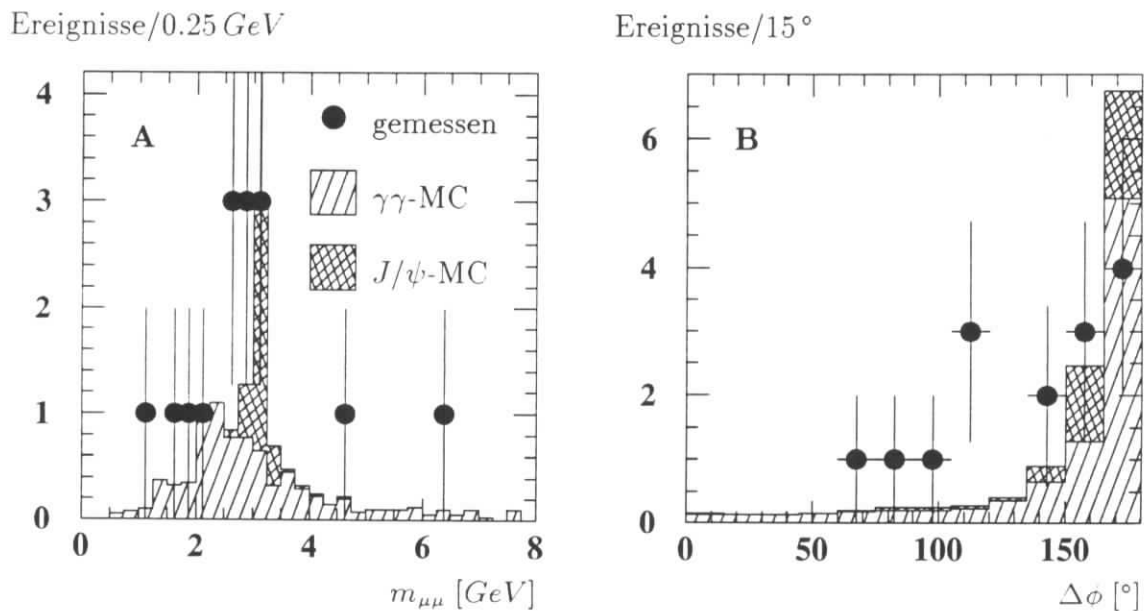 Ereignisse/0.25 GeV
4
3
2
1
0
A
gemessen
γγ-MC
J/ψ-MC
0 2 4 6 8
m_μμ [GeV]
Ereignisse/15°
6
4
2
0
B
0 50 100 150
Δϕ [°]